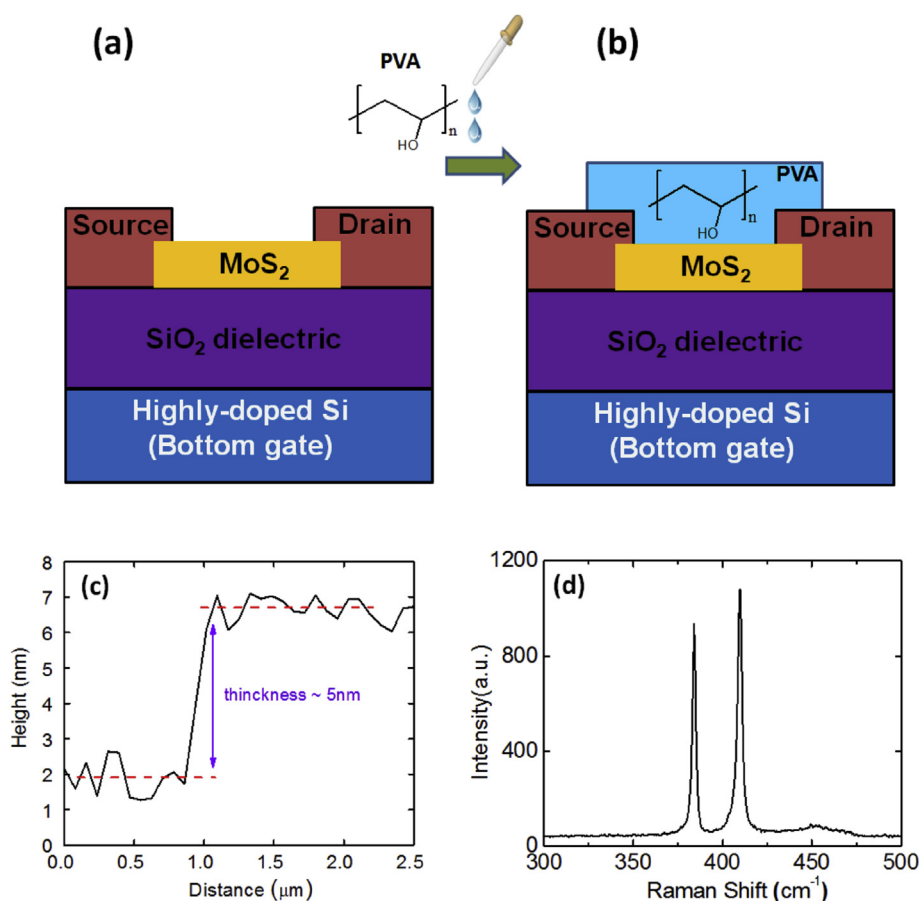 (a)
PVA
n
HO
(b)
Source
Drain
MoS₂
SiO₂ dielectric
Highly-doped Si
(Bottom gate)
PVA
n
HO
Source
Drain
MoS₂
SiO₂ dielectric
Highly-doped Si
(Bottom gate)
(c)
8
7
6
5
4
3
2
1
0
Height (nm)
thinckness ~ 5nm
0.0 0.5 1.0 1.5 2.0 2.5
Distance (μm)
(d)
1200
800
400
0
Intensity(a.u.)
300 350 400 450 500
Raman Shift (cm⁻¹)